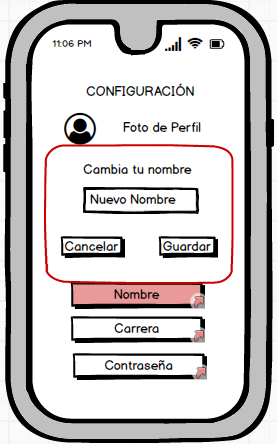 11:06 PM
CONFIGURACIÓN
Foto de Perfil
Cambia tu nombre
Nuevo Nombre
Cancelar
Guardar
Nombre
Carrera
Contraseña